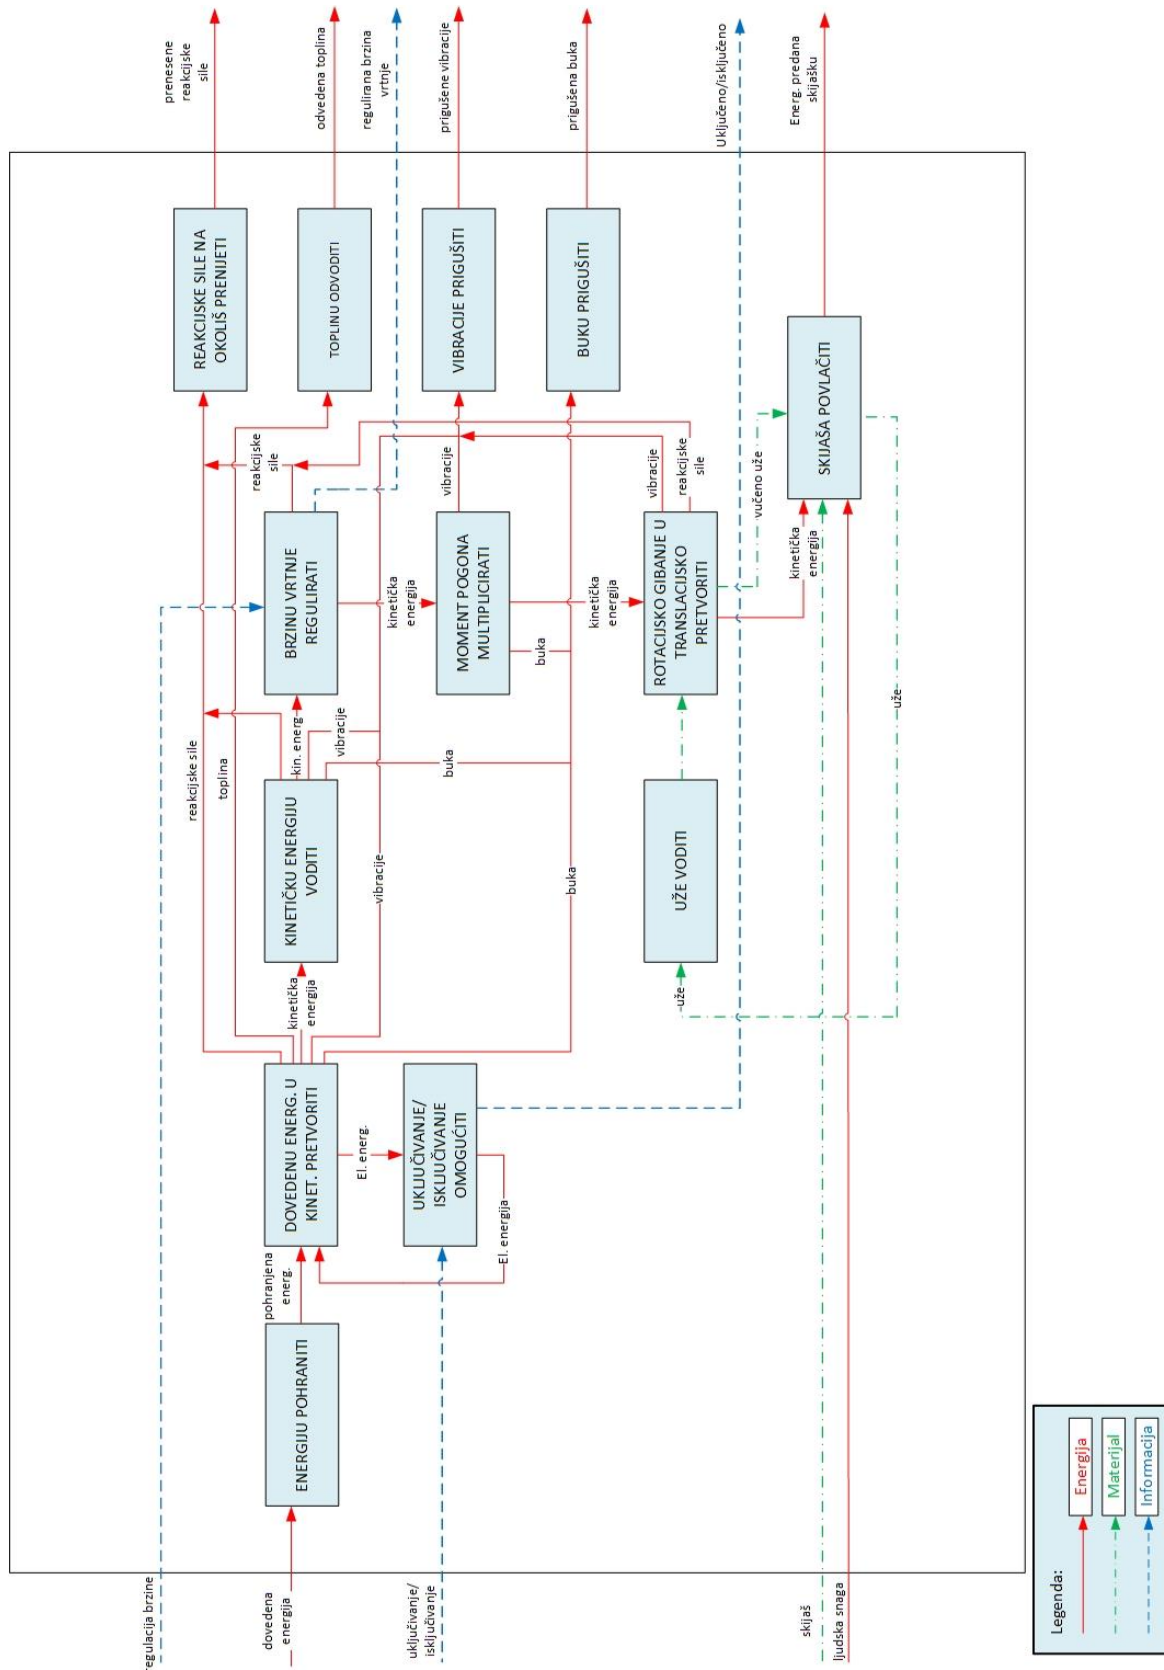 regulacija brzine
dovedena
energija
uključivanje/
isključivanje
skijaš
ljudska snaga
ENERGIJU POHRANITI
pohranjena
energ.
DOVEDENU ENERG. U
KINET. PRETVORITI
El. energ.
UKLJUČIVANJE/
ISKLJUČIVANJE
OMOGUĆITI
El. energija
reakcijske sile
toplina
kinetička
energija
vibracije
buka
KINETIČKU ENERGIJU
VODITI
kin. energ
vibracije
buka
uže
UŽE VODITI
BRZINU VRTNJE
REGULIRATI
reakcijske
sile
kinetička
energija
MOMENT POGONA
MULTIPLICIRATI
vibracije
buka
kinetička
energija
ROTACIJSKO GIBANJE U
TRANSLACIJSKO
PRETVORITI
vibracije
reakcijske
sile
vučeno uže
kinetička
energija
uže
REAKCIJSKE SILE NA
OKOLIŠ PRENIJETI
TOPLINU ODVODITI
VIBRACIJE PRIGUŠITI
BUKU PRIGUŠITI
SKIJAŠA POVLAČITI
prenesene
reakcijske
sile
odvedena toplina
regulirana brzina
vrtnje
prigušene vibracije
prigušena buka
Uključeno/isključeno
Energ. predana
skijašku
Legenda:
Energija
Materijal
Informacija